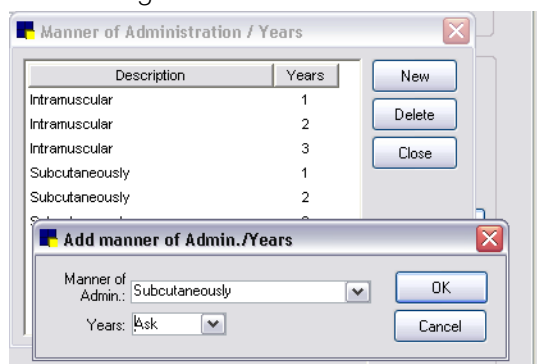 Manner of Administration / Years
Description Years
Intramuscular 1
Intramuscular 2
Intramuscular 3
Subcutaneously 1
Subcutaneously 2
New
Delete
Close
Add manner of Admin./Years
Manner of
Admin.: Subcutaneously
Years: Ask
OK
Cancel